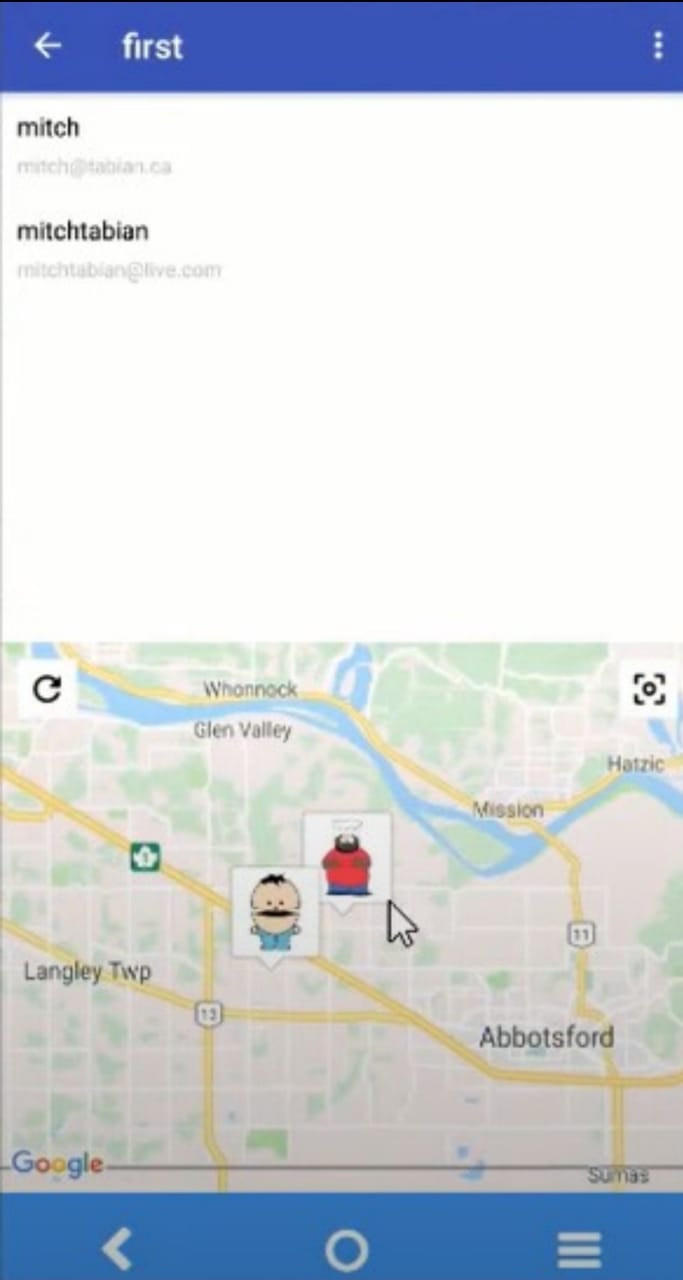 first
mitch
mitch@tabian.ca
mitchtabian
mitchtabian@live.com
Whonnock
Glen Valley
Hatzic
Mission
1
11
Langley Twp
13
Abbotsford
Google
Sumas